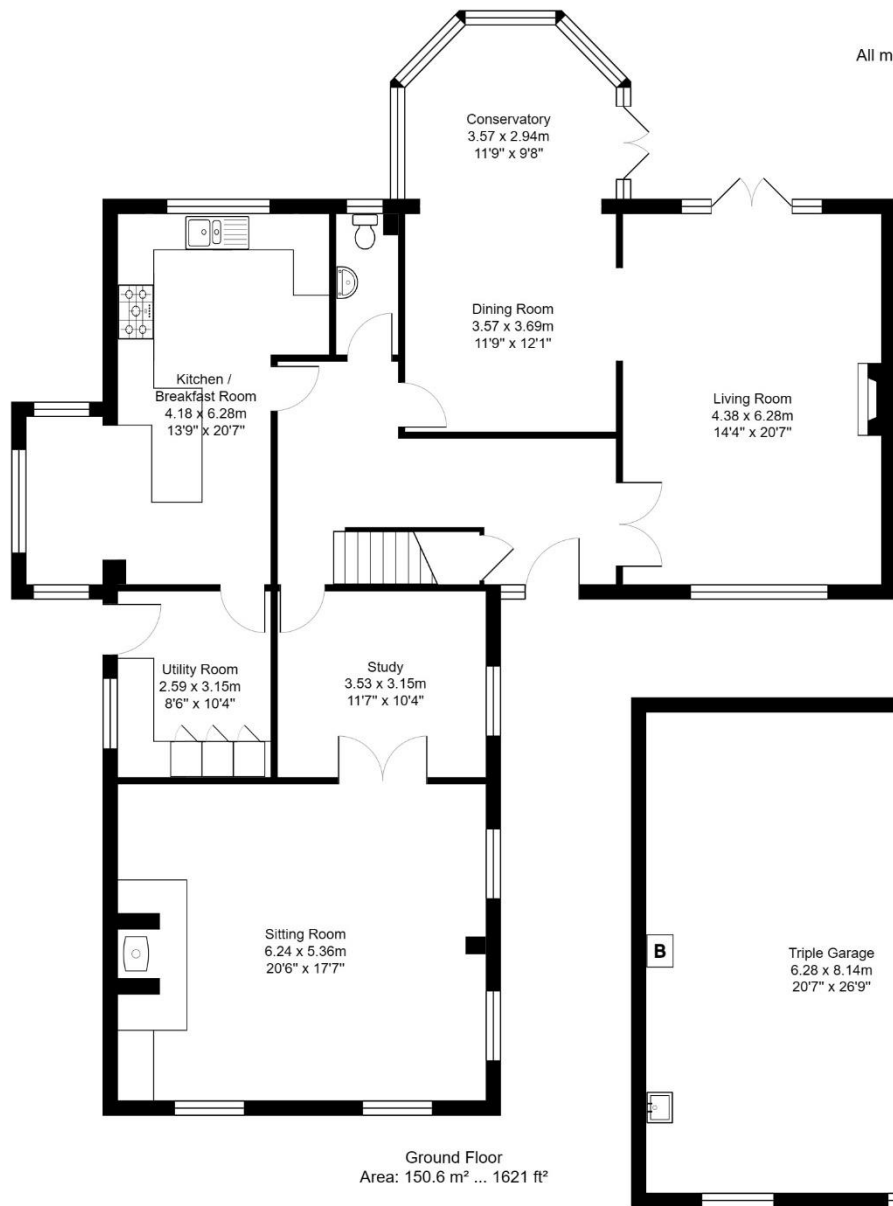 All m
Conservatory
3.57 x 2.94m
11'9" x 9'8"
Dining Room
3.57 x 3.69m
11'9" x 12'1"
Kitchen /
Breakfast Room
4.18 x 6.28m
13'9" x 20'7"
Living Room
4.38 x 6.28m
14'4" x 20'7"
Utility Room
2.59 x 3.15m
8'6" x 10'4"
Study
3.53 x 3.15m
11'7" x 10'4"
Sitting Room
6.24 x 5.36m
20'6" x 17'7"
B
Triple Garage
6.28 x 8.14m
20'7" x 26'9"
Ground Floor
Area: 150.6 m² ... 1621 ft²